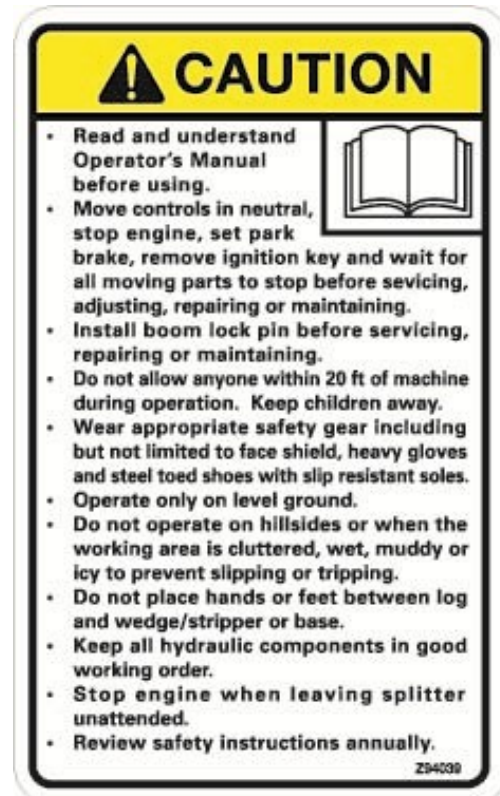 CAUTION
• Read and understand
Operator's Manual
before using.
• Move controls in neutral,
stop engine, set park
brake, remove ignition key and wait for
all moving parts to stop before sevicing,
adjusting, repairing or maintaining.
• Install boom lock pin before servicing,
repairing or maintaining.
• Do not allow anyone within 20 ft of machine
during operation. Keep children away.
• Wear appropriate safety gear including
but not limited to face shield, heavy gloves
and steel toed shoes with slip resistant soles.
• Operate only on level ground.
• Do not operate on hillsides or when the
working area is cluttered, wet, muddy or
icy to prevent slipping or tripping.
• Do not place hands or feet between log
and wedge/stripper or base.
• Keep all hydraulic components in good
working order.
• Stop engine when leaving splitter
unattended.
• Review safety instructions annually.
Z94039